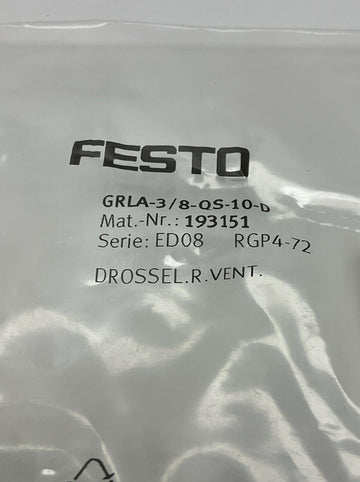 FESTO
GRLA-3/8-QS-10-D
Mat.-Nr.: 193151
Serie: ED08 RGP4-72
DROSSEL.R.VENT.